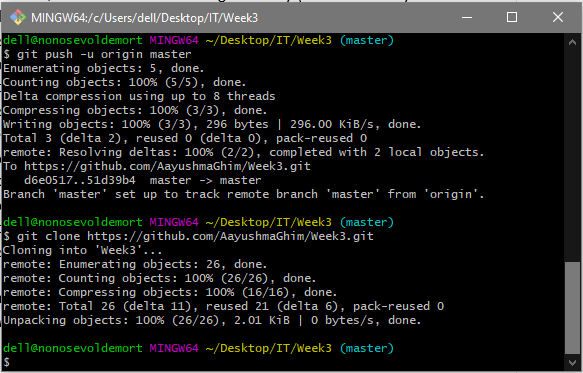 MINGW64:/c/Users/dell/Desktop/IT/Week3
dell@nonosevoldemort MINGW64 ~/Desktop/IT/Week3 (master)
$ git push -u origin master
Enumerating objects: 5, done.
Counting objects: 100% (5/5), done.
Delta compression using up to 8 threads
Compressing objects: 100% (3/3), done.
Writing objects: 100% (3/3), 296 bytes | 296.00 KiB/s, done.
Total 3 (delta 2), reused 0 (delta 0), pack-reused 0
remote: Resolving deltas: 100% (2/2), completed with 2 local objects.
To https://github.com/AayushmaGhim/Week3.git
   d6e0517..51d39b4  master -> master
Branch 'master' set up to track remote branch 'master' from 'origin'.
dell@nonosevoldemort MINGW64 ~/Desktop/IT/Week3 (master)
$ git clone https://github.com/AayushmaGhim/Week3.git
Cloning into 'Week3'...
remote: Enumerating objects: 26, done.
remote: Counting objects: 100% (26/26), done.
remote: Compressing objects: 100% (16/16), done.
remote: Total 26 (delta 11), reused 21 (delta 6), pack-reused 0
Unpacking objects: 100% (26/26), 2.01 KiB | 0 bytes/s, done.
dell@nonosevoldemort MINGW64 ~/Desktop/IT/Week3 (master)
$